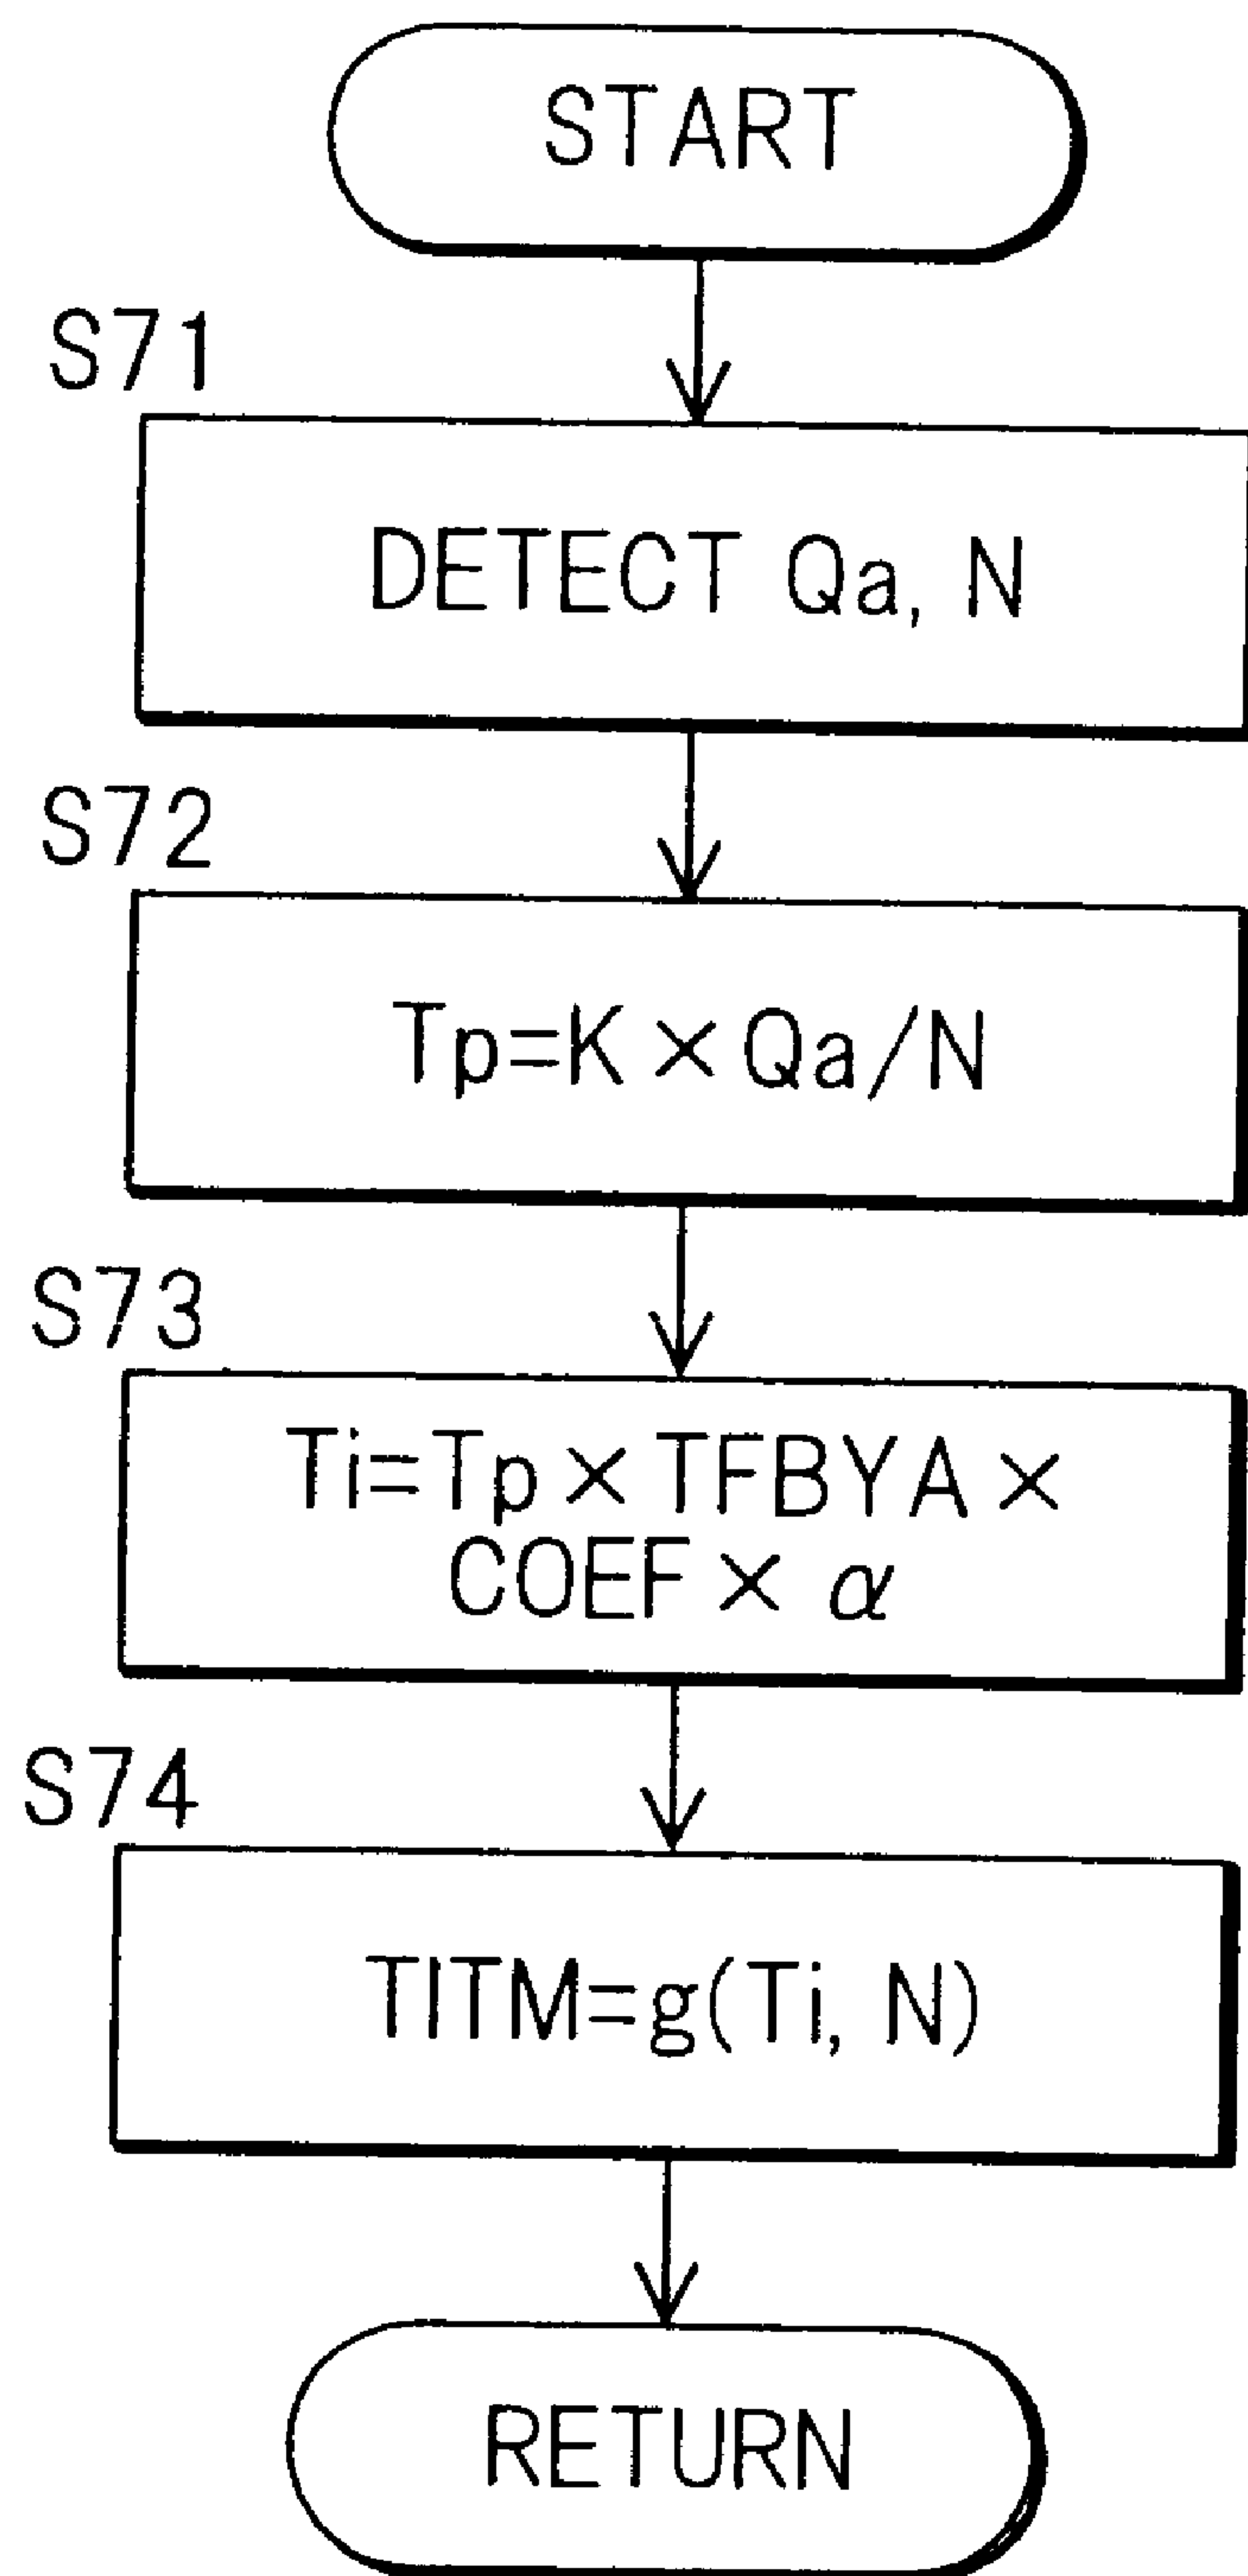 START
S71
DETECT Qa, N
S72
Tp=K×Qa/N
S73
Ti=Tp×TFBYA×
COEF×α
S74
TITM=g(Ti, N)
RETURN